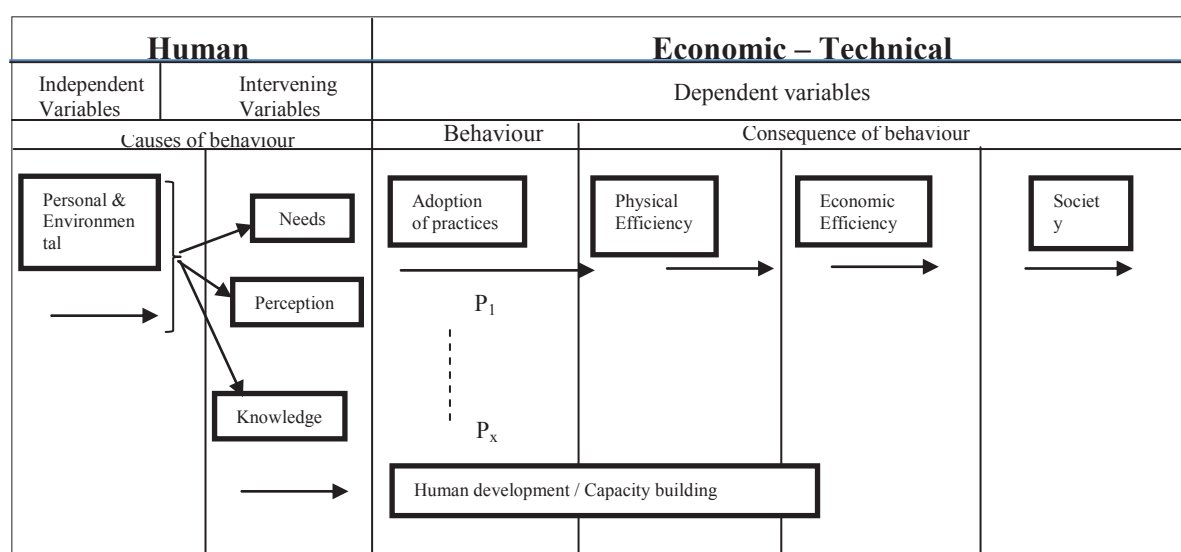 Human
Economic – Technical
Independent
Variables
Intervening
Variables
Dependent variables
Causes of behaviour
Behaviour
Consequence of behaviour
Personal &
Environmen
tal
Needs
Perception
Knowledge
Adoption
of practices
P1
Px
Physical
Efficiency
Economic
Efficiency
Societ
y
Human development / Capacity building